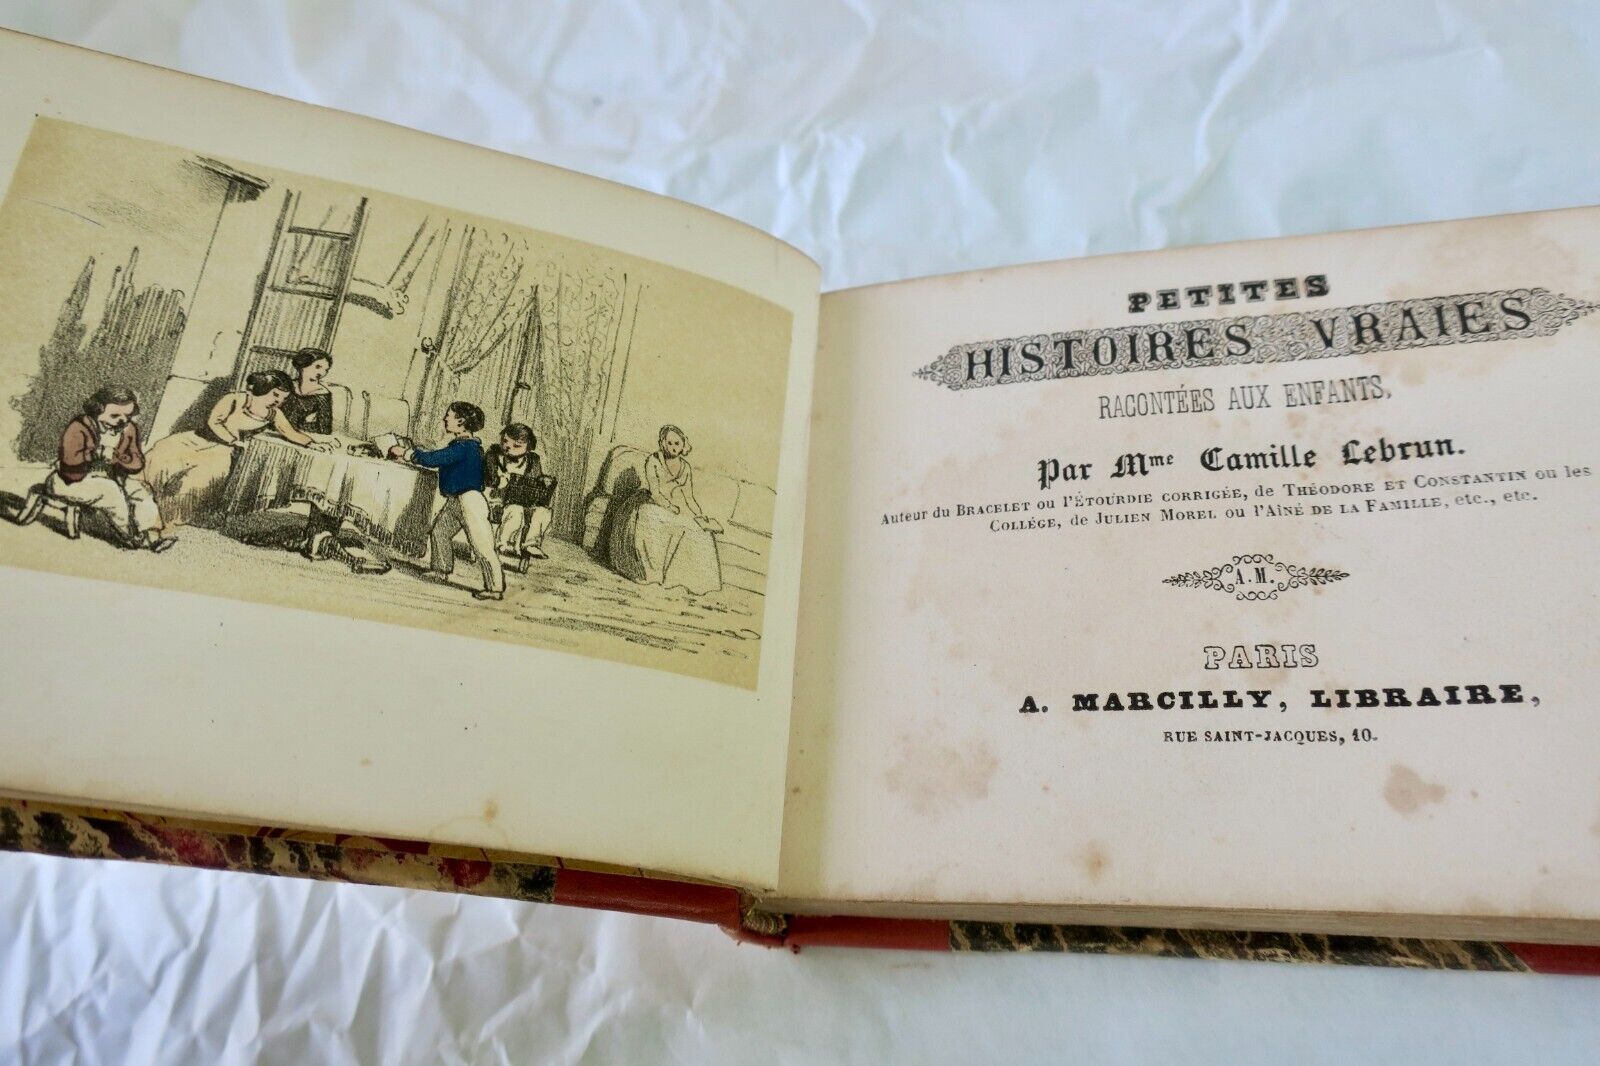 PETITES
HISTOIRES VRAIES
RACONTÉES AUX ENFANTS,
Par Mme Camille Lebrun.
Auteur du BRACELET ou l'ÉTOURDIE CORRIGÉE, de THÉODORE ET CONSTANTIN ou les
COLLÉGE, de JULIEN MOREL ou l'AÎNÉ DE LA FAMILLE, etc., etc.
A. M.
PARIS
A. MARCILLY, LIBRAIRE,
RUE SAINT-JACQUES, 10.